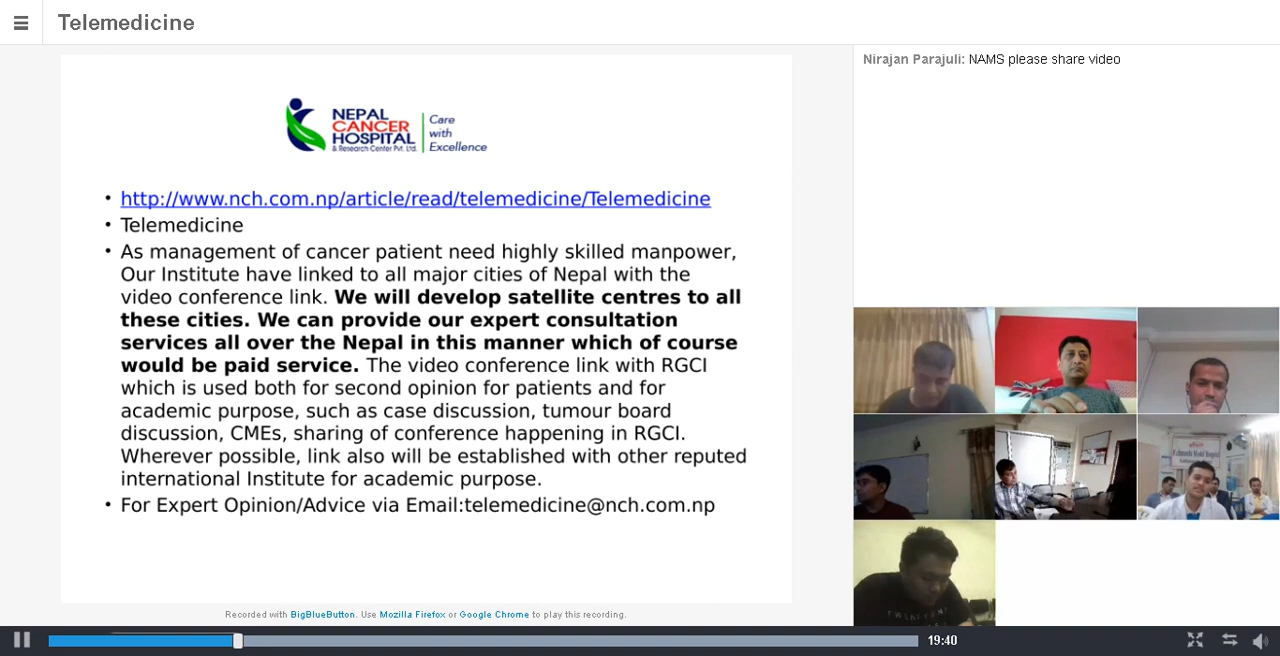 Telemedicine
Nirajan Parajuli: NAMS please share video
NEPAL
CANCER
HOSPITAL
& Research Center Pvt. Ltd.
Care
with
Excellence
• http://www.nch.com.np/article/read/telemedicine/Telemedicine
• Telemedicine
• As management of cancer patient need highly skilled manpower,
Our Institute have linked to all major cities of Nepal with the
video conference link. We will develop satellite centres to all
these cities. We can provide our expert consultation
services all over the Nepal in this manner which of course
would be paid service. The video conference link with RGCI
which is used both for second opinion for patients and for
academic purpose, such as case discussion, tumour board
discussion, CMEs, sharing of conference happening in RGCI.
Wherever possible, link also will be established with other reputed
international Institute for academic purpose.
• For Expert Opinion/Advice via Email:telemedicine@nch.com.np
Model Hospital
Recorded with BigBlueButton. Use Mozilla Firefox or Google Chrome to play this recording.
19:40